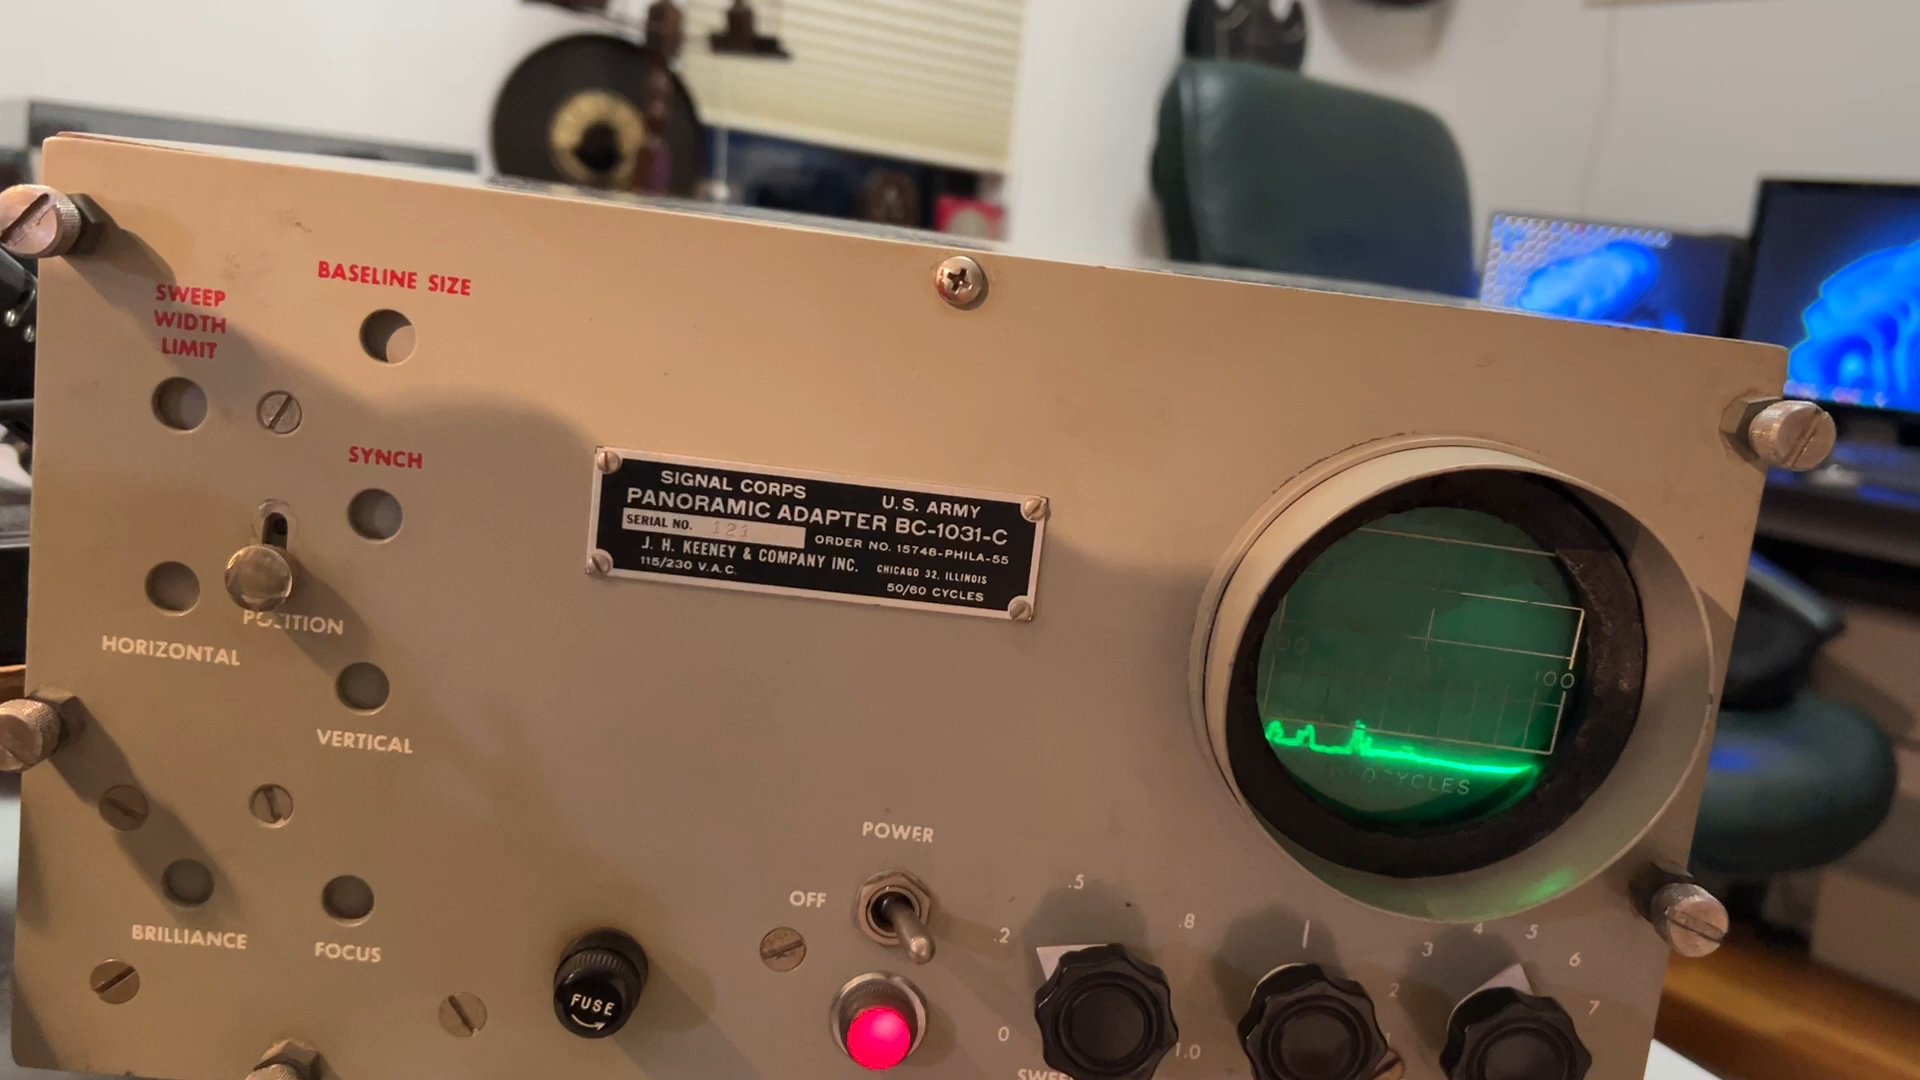 BASELINE SIZE
SWEEP
WIDTH
LIMIT
SYNCH
SIGNAL CORPS U.S. ARMY
PANORAMIC ADAPTER BC-1031-C
SERIAL NO. 121
ORDER NO. 15748-PHILA-55
J. H. KEENEY & COMPANY INC. CHICAGO 32, ILLINOIS
115/230 V.A.C. 50/60 CYCLES
POSITION
HORIZONTAL
VERTICAL
100
CYCLES
POWER
OFF
BRILLIANCE
FOCUS
FUSE
0 .2 .5 .8 1.0
1 2 3 4 5 6 7